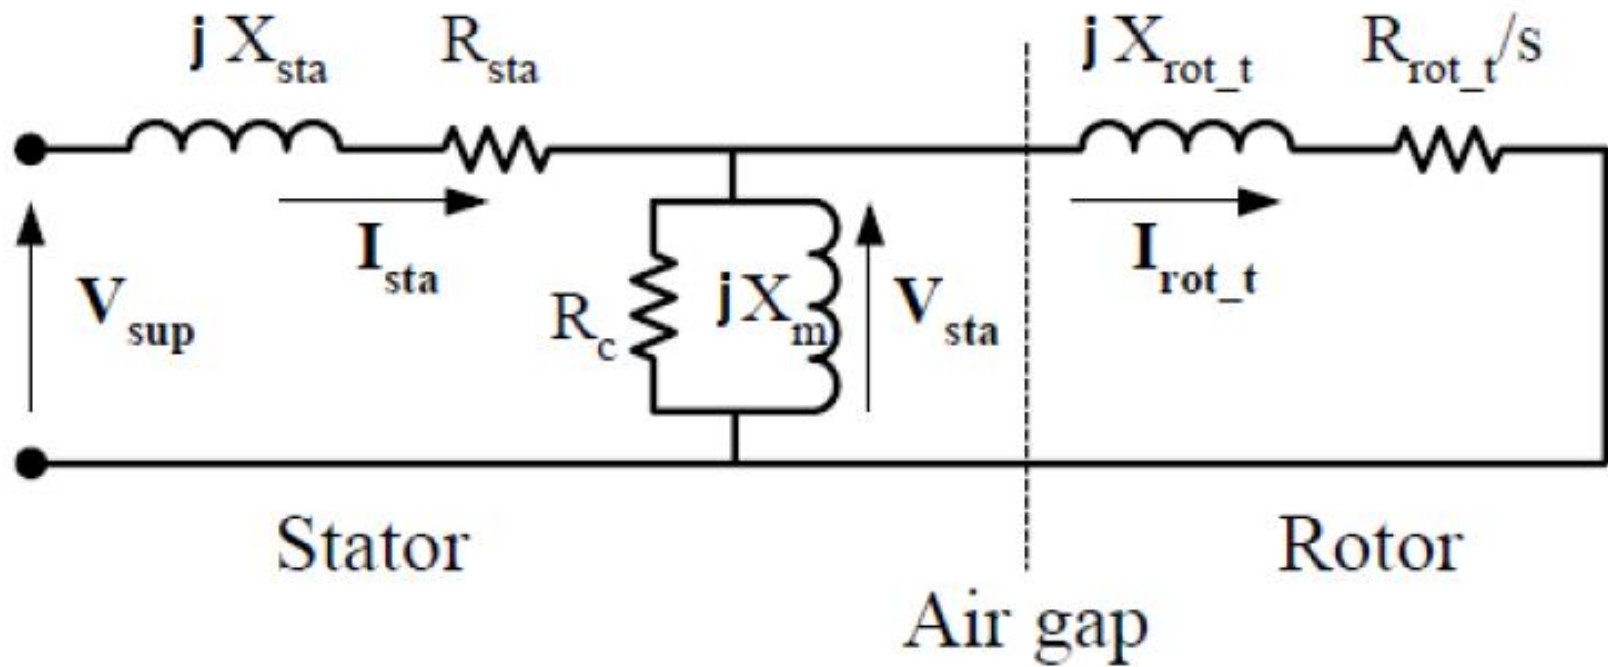 j X_sta
R_sta
j X_rot_t
R_rot_t/s
I_sta
I_rot_t
V_sup
R_c
jX_m
V_sta
Stator
Rotor
Air gap